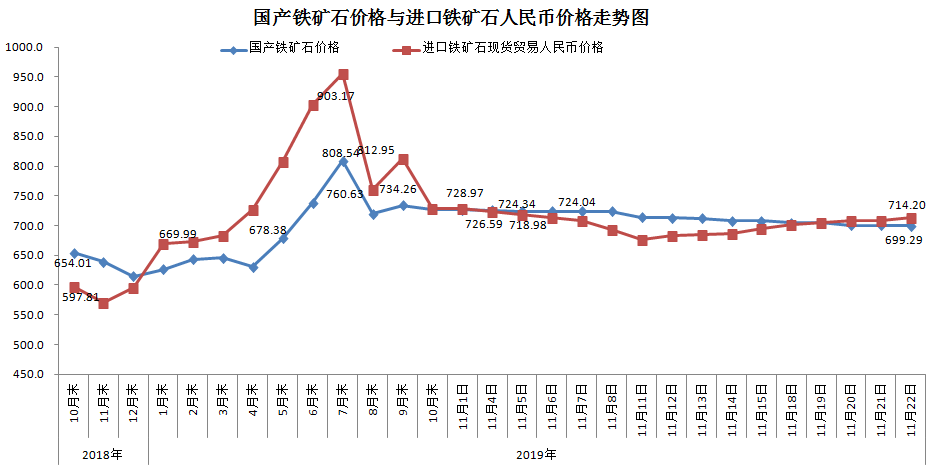 国产铁矿石价格与进口铁矿石人民币价格走势图
国产铁矿石价格
进口铁矿石现货贸易人民币价格
1000.0
950.0
900.0
850.0
800.0
750.0
700.0
650.0
600.0
550.0
500.0
450.0
654.01
597.81
669.99
678.38
903.17
808.54
760.63
812.95
734.26
728.97
726.59
724.34
718.98
724.04
714.20
699.29
10月末
11月末
12月末
1月末
2月末
3月末
4月末
5月末
6月末
7月末
8月末
9月末
10月末
11月1日
11月4日
11月5日
11月6日
11月7日
11月8日
11月11日
11月12日
11月13日
11月14日
11月15日
11月18日
11月19日
11月20日
11月21日
11月22日
2018年
2019年